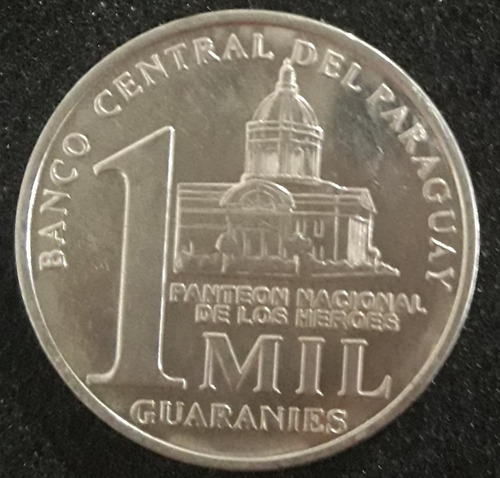 BANCO CENTRAL DEL PARAGUAY
PANTEON NACIONAL
DE LOS HEROES
1 MIL
GUARANIES